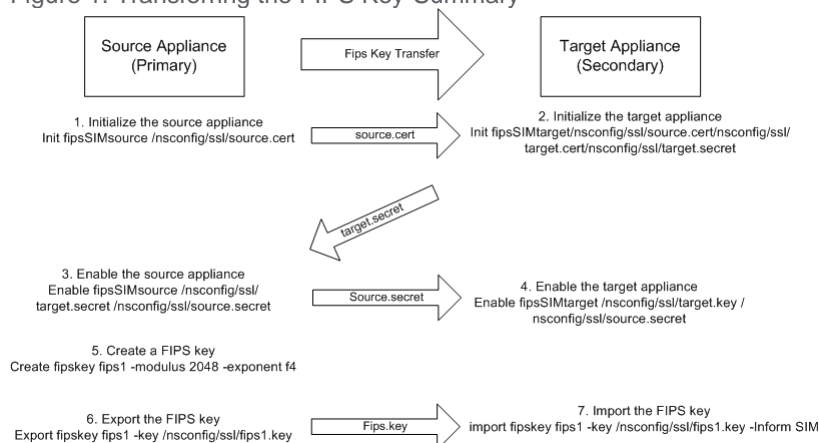 Figure 1. Transferring the FIPS Key Summary
Source Appliance
(Primary)
Fips Key Transfer
Target Appliance
(Secondary)
1. Initialize the source appliance
Init fipsSIMsource /nsconfig/ssl/source.cert
source.cert
2. Initialize the target appliance
Init fipsSIMtarget/nsconfig/ssl/source.cert/nsconfig/ssl/
target.cert/nsconfig/ssl/target.secret
target.secret
3. Enable the source appliance
Enable fipsSIMsource /nsconfig/ssl/
target.secret /nsconfig/ssl/source.secret
Source.secret
4. Enable the target appliance
Enable fipsSIMtarget /nsconfig/ssl/target.key /
nsconfig/ssl/source.secret
5. Create a FIPS key
Create fipskey fips1 -modulus 2048 -exponent f4
6. Export the FIPS key
Export fipskey fips1 -key /nsconfig/ssl/fips1.key
Fips.key
7. Import the FIPS key
import fipskey fips1 -key /nsconfig/ssl/fips1.key -Inform SIM